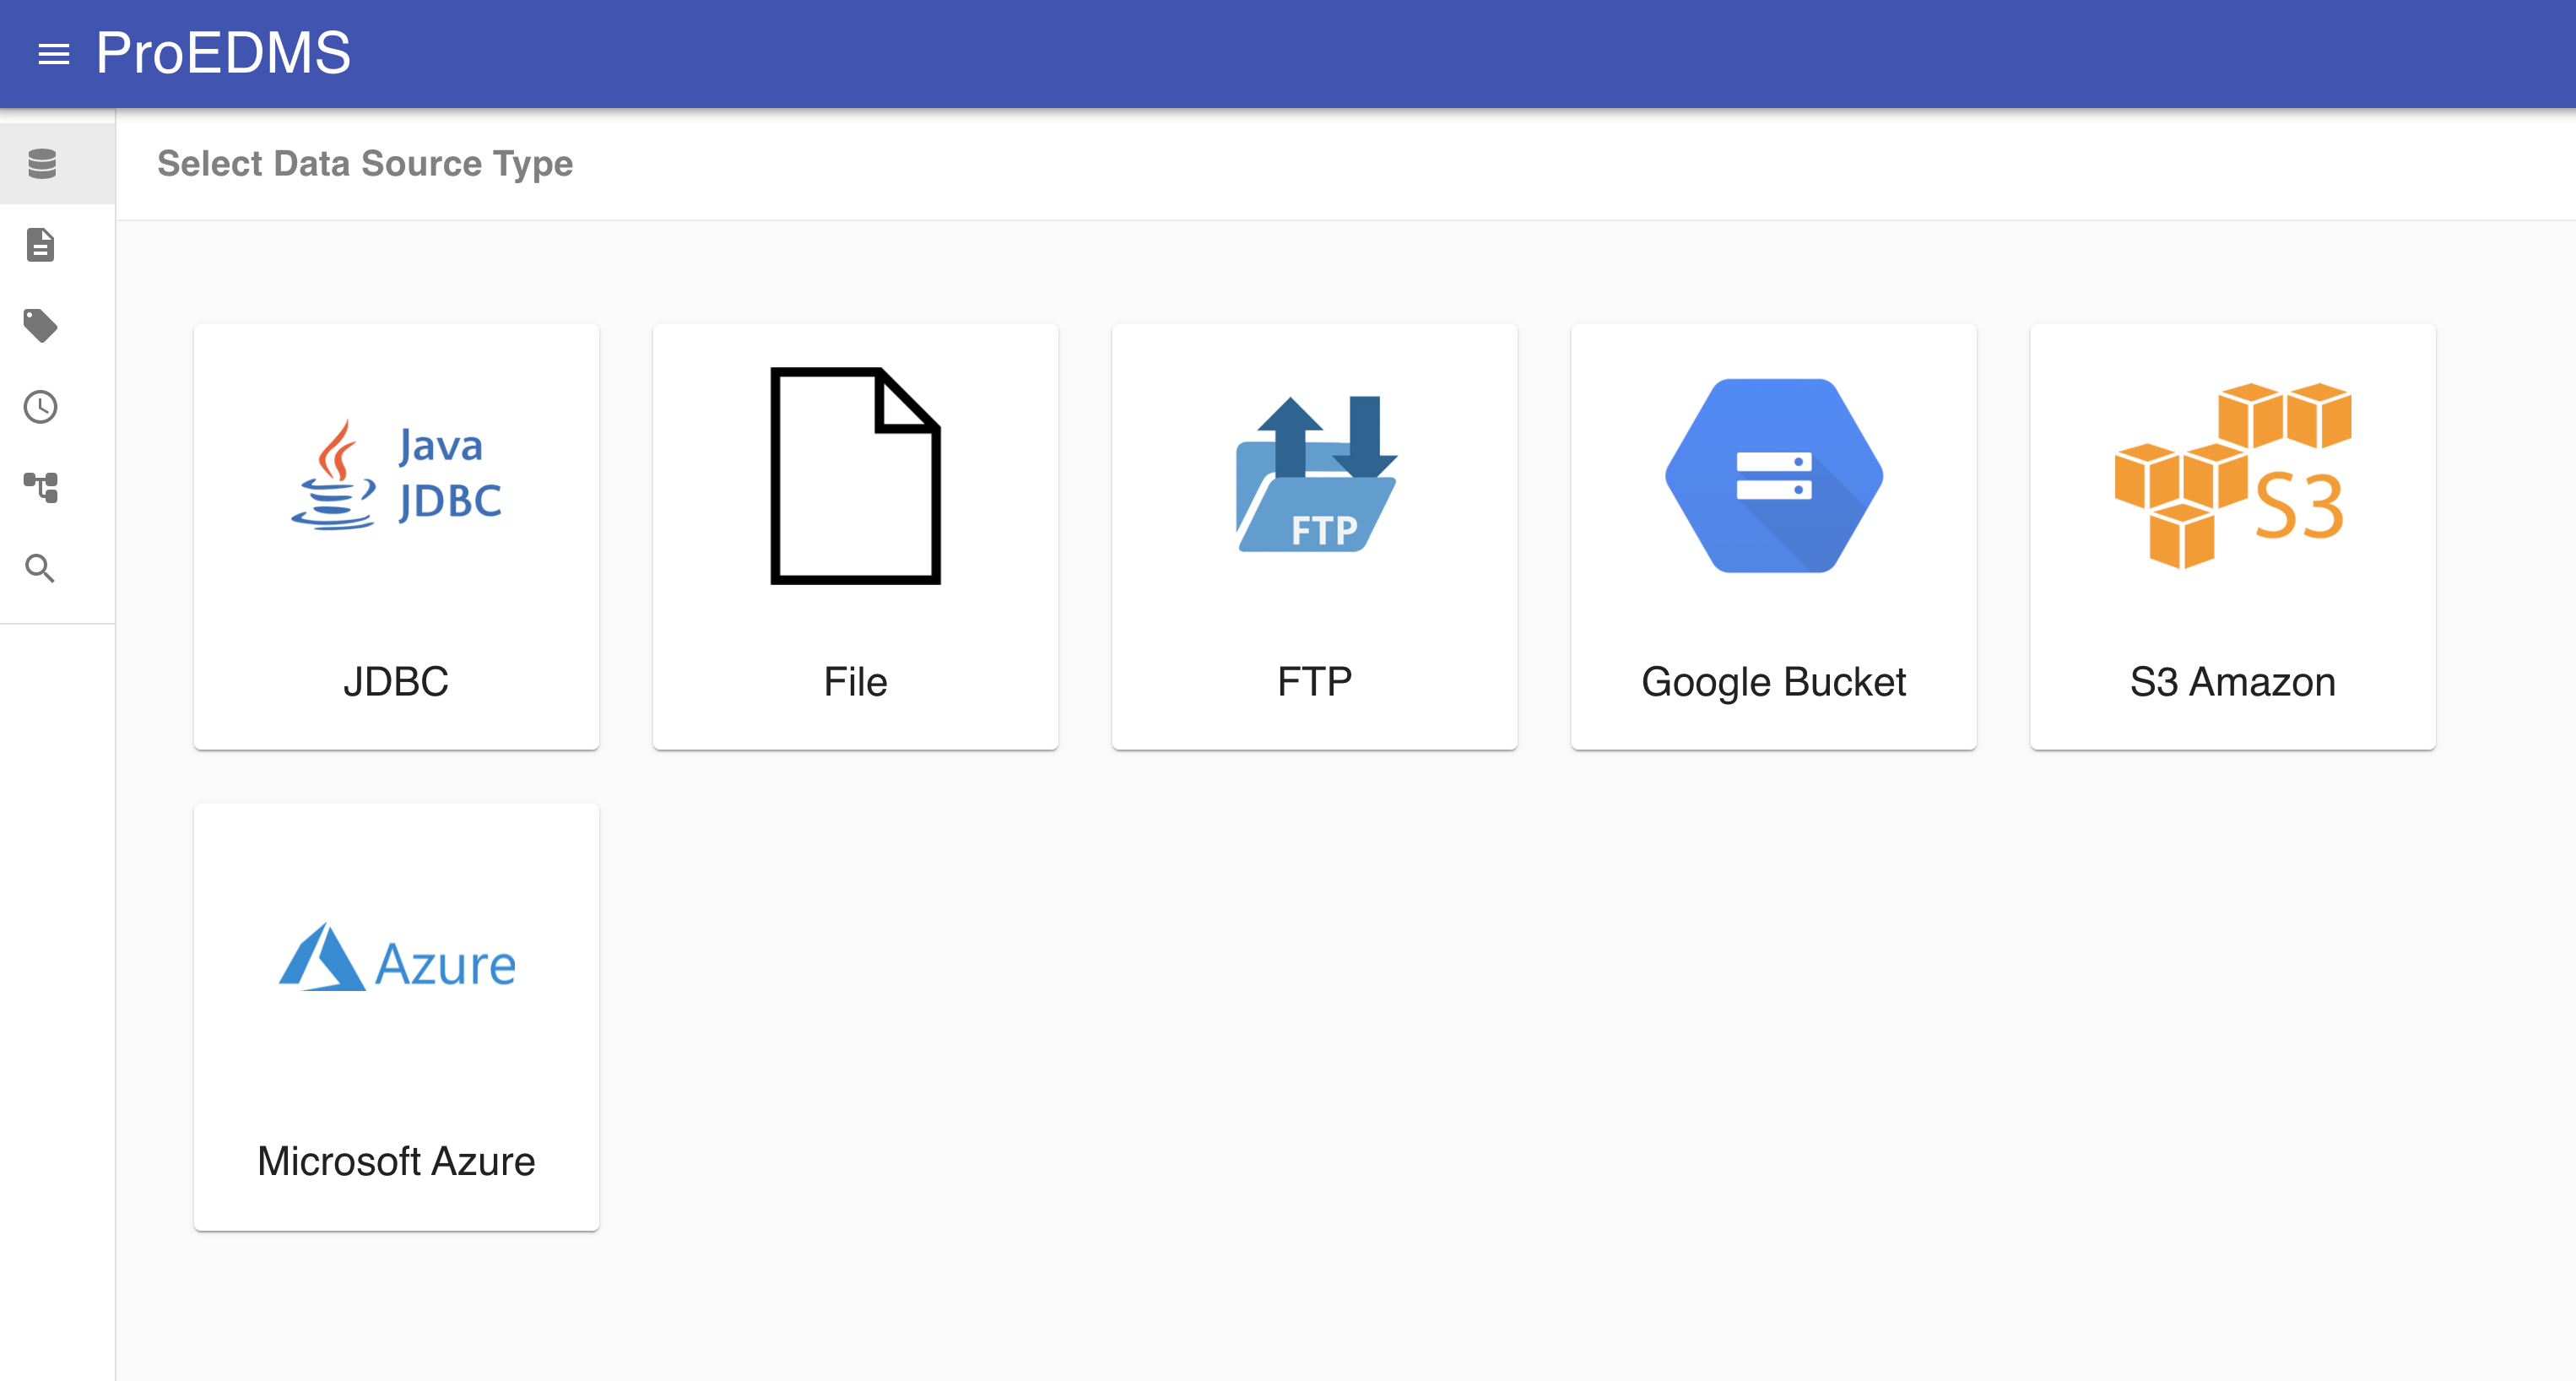 ProEDMS
Select Data Source Type
Java
JDBC
JDBC
File
FTP
FTP
Google Bucket
S3
S3 Amazon
Azure
Microsoft Azure